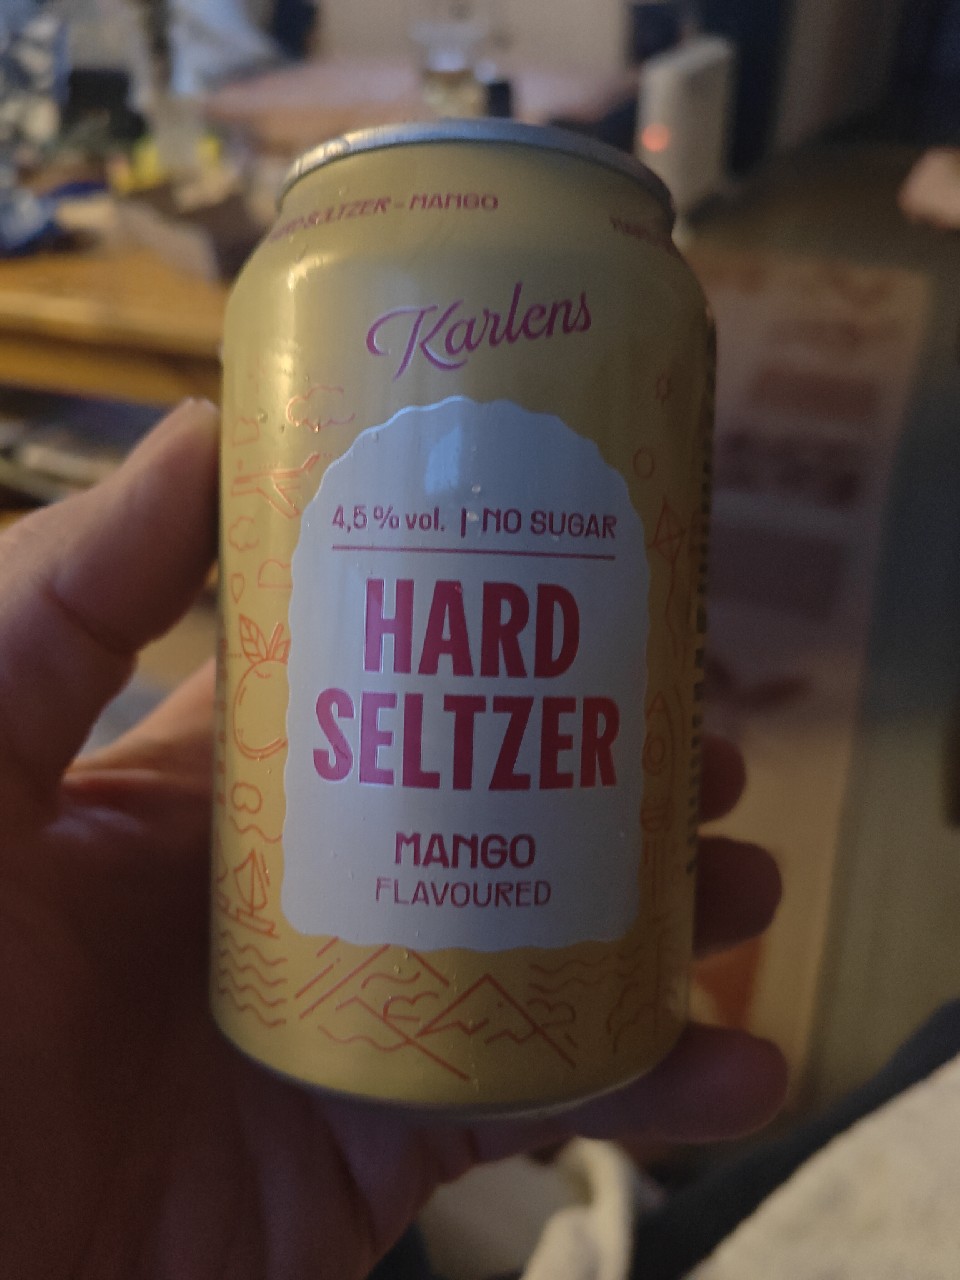 SELTZER - MANGO
Karlens
4,5 % vol. | NO SUGAR
HARD
SELTZER
MANGO
FLAVOURED